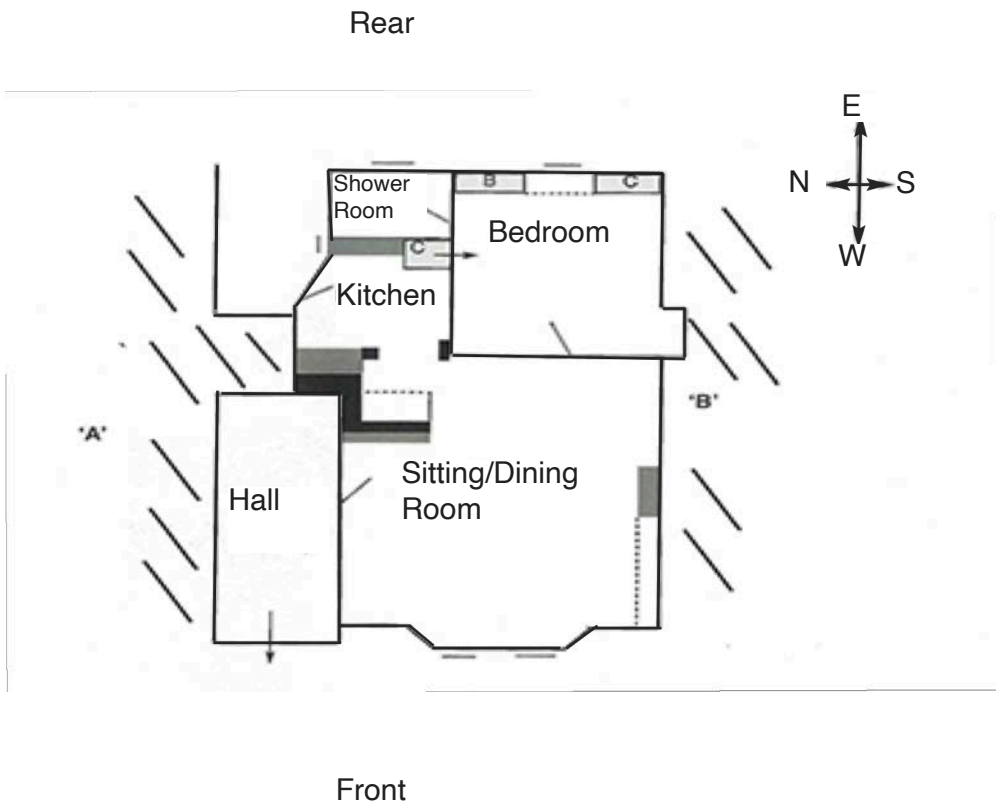 Rear
E
N
S
W
Shower
Room
B
C
Bedroom
C
Kitchen
'B'
'A'
Sitting/Dining
Room
Hall
Front